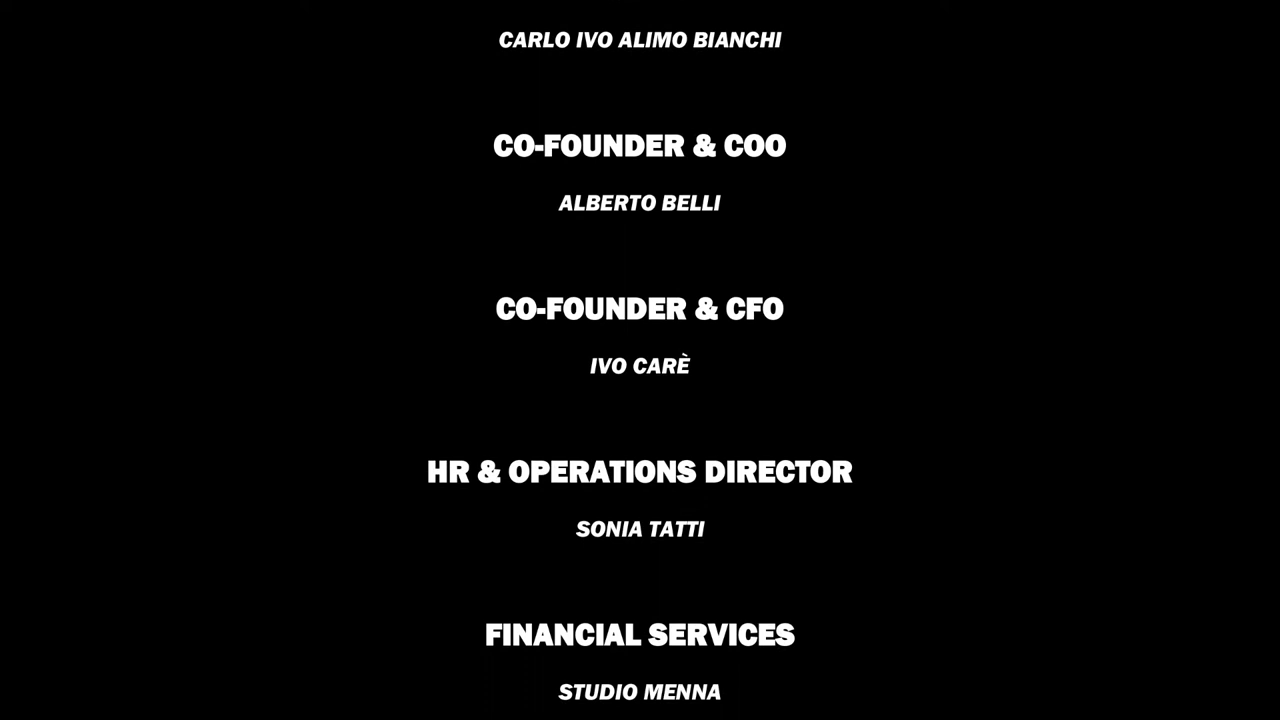 CARLO IVO ALIMO BIANCHI
CO-FOUNDER & COO
ALBERTO BELLI
CO-FOUNDER & CFO
IVO CARÈ
HR & OPERATIONS DIRECTOR
SONIA TATTI
FINANCIAL SERVICES
STUDIO MENNA